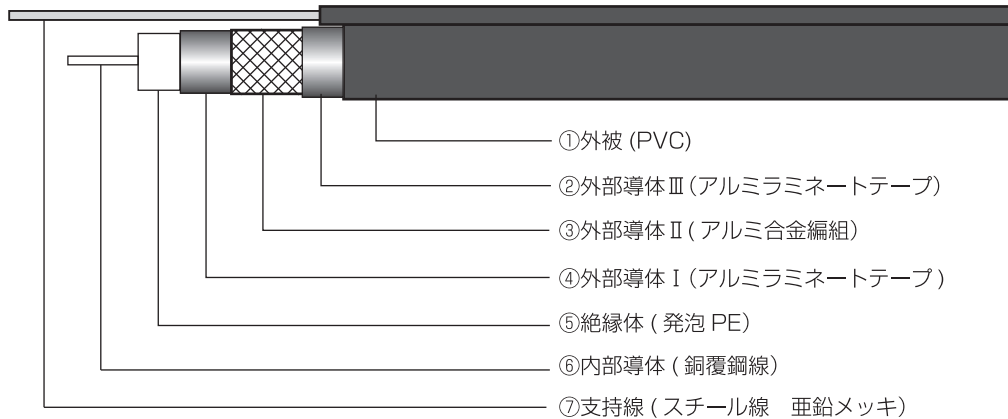 ①外被 (PVC)
②外部導体Ⅲ (アルミラミネートテープ)
③外部導体Ⅱ ( アルミ合金編組)
④外部導体Ⅰ (アルミラミネートテープ )
⑤絶縁体 ( 発泡 PE)
⑥内部導体 ( 銅覆鋼線)
⑦支持線 ( スチール線　亜鉛メッキ)